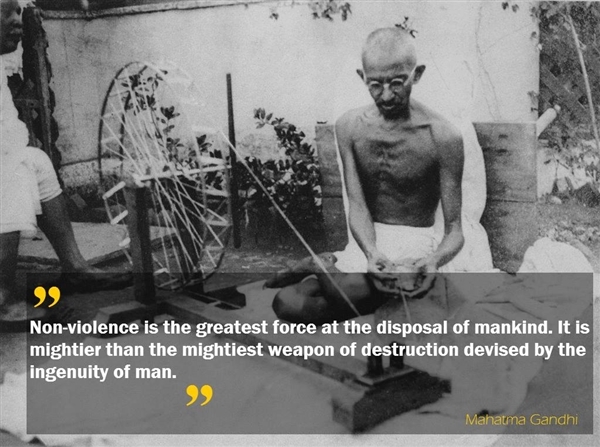 ”
Non-violence is the greatest force at the disposal of mankind. It is
mightier than the mightiest weapon of destruction devised by the
ingenuity of man.
”
Mahatma Gandhi